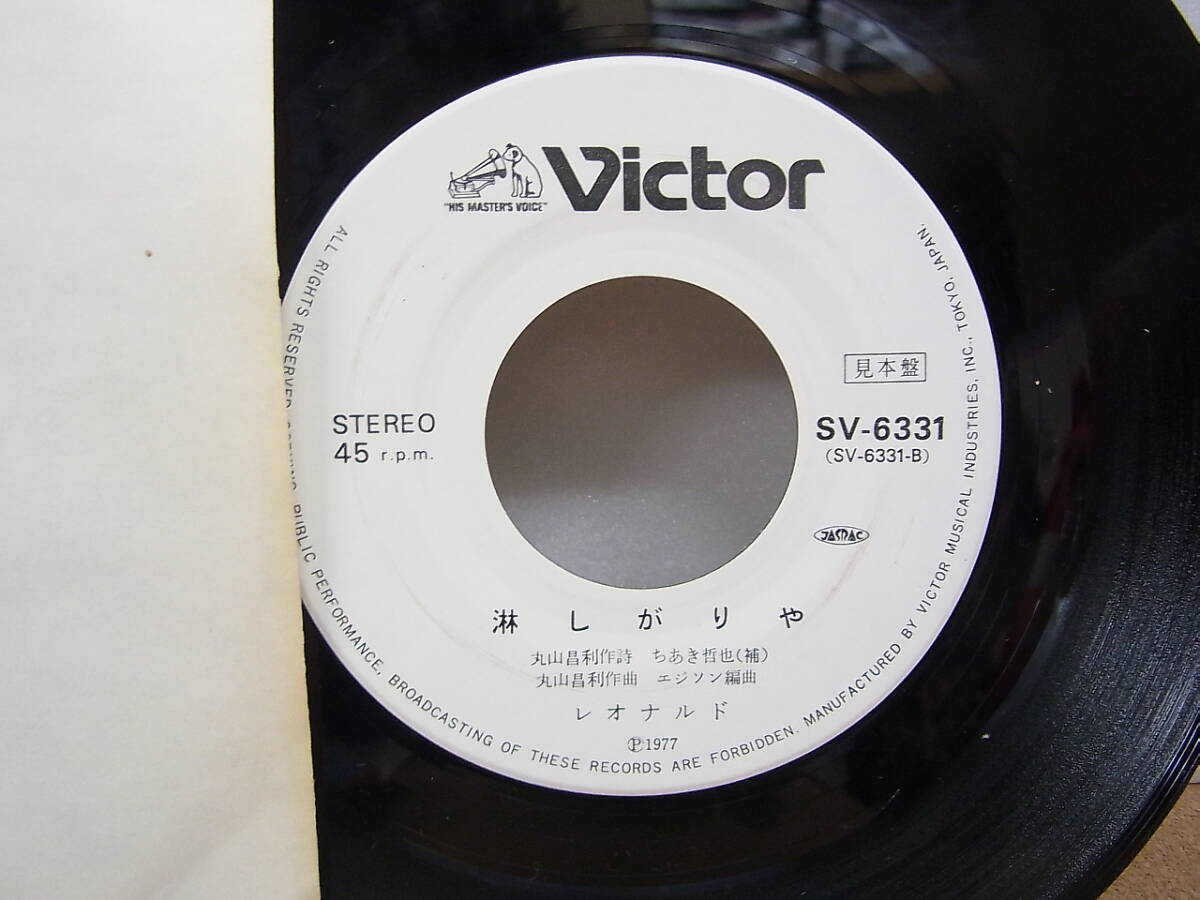 Victor
"HIS MASTER'S VOICE"
見本盤
STEREO
45 r.p.m.
SV-6331
(SV-6331-B)
JASRAC
淋しがりや
丸山昌利作詩 ちあき哲也(補)
丸山昌利作曲 エジソン編曲
レオナルド
Ⓟ1977
ALL RIGHTS RESERVED PUBLIC PERFORMANCE, BROADCASTING OF THESE RECORDS ARE FORBIDDEN. MANUFACTURED BY VICTOR MUSICAL INDUSTRIES, INC., TOKYO, JAPAN.